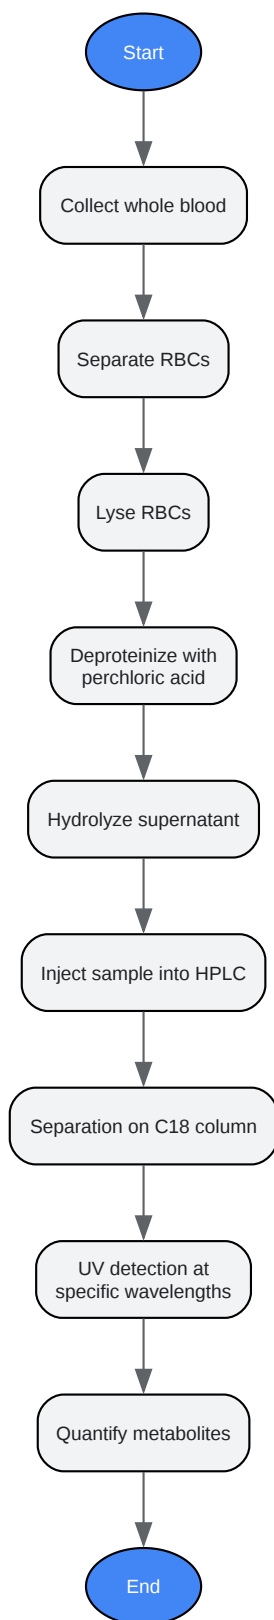 Start
Collect whole blood
Separate RBCs
Lyse RBCs
Deproteinize with
perchloric acid
Hydrolyze supernatant
Inject sample into HPLC
Separation on C18 column
UV detection at
specific wavelengths
Quantify metabolites
End